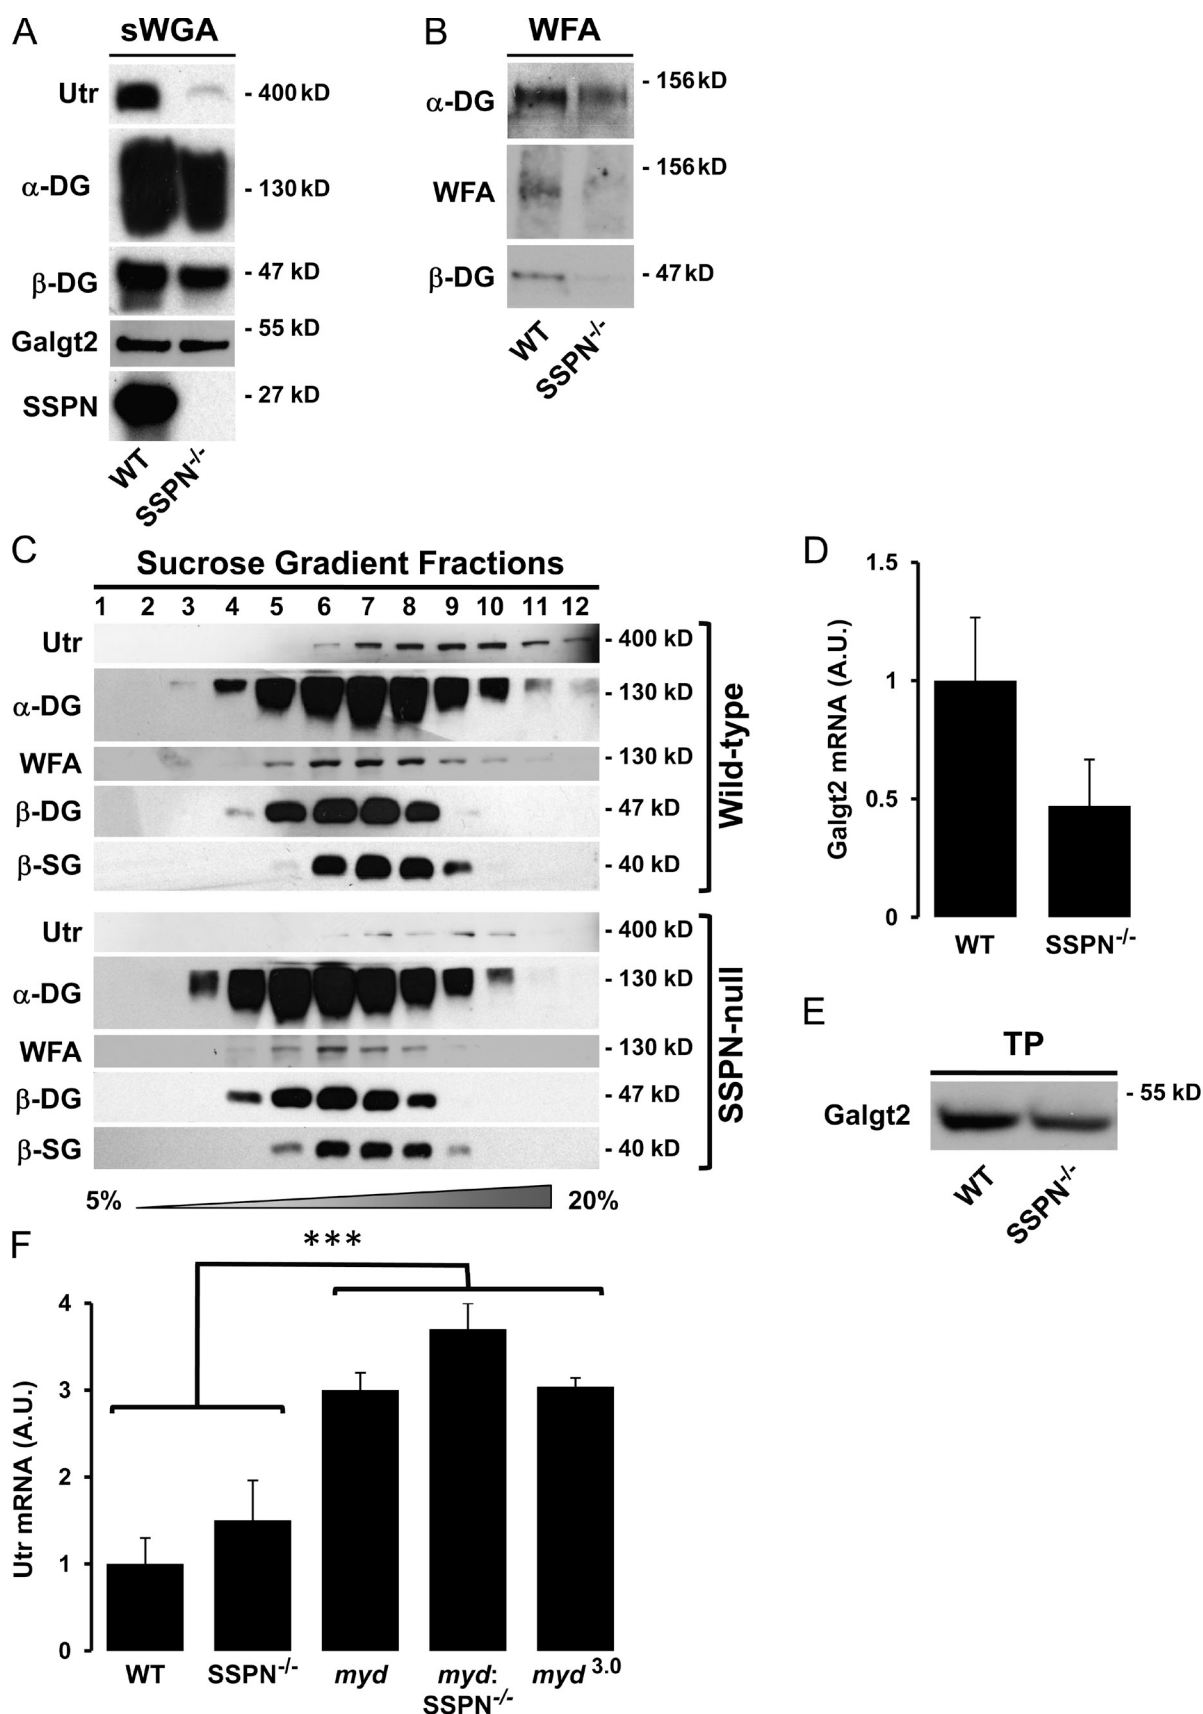 A
sWGA
Utr
- 400 kD
α-DG
- 130 kD
β-DG
- 47 kD
Galgt2
- 55 kD
SSPN
- 27 kD
WT
SSPN-/-
B
WFA
α-DG
- 156 kD
WFA
- 156 kD
β-DG
- 47 kD
WT
SSPN-/-
C
Sucrose Gradient Fractions
1 2 3 4 5 6 7 8 9 10 11 12
Utr - 400 kD
α-DG - 130 kD
WFA - 130 kD
β-DG - 47 kD
β-SG - 40 kD
Wild-type
Utr - 400 kD
α-DG - 130 kD
WFA - 130 kD
β-DG - 47 kD
β-SG - 40 kD
SSPN-null
5% 20%
D
Galgt2 mRNA (A.U.)
1.5
1
0.5
0
WT SSPN-/-
E
TP
Galgt2
- 55 kD
WT
SSPN-/-
F
***
Utr mRNA (A.U.)
4
3
2
1
0
WT SSPN-/- myd myd: myd 3.0
SSPN-/-